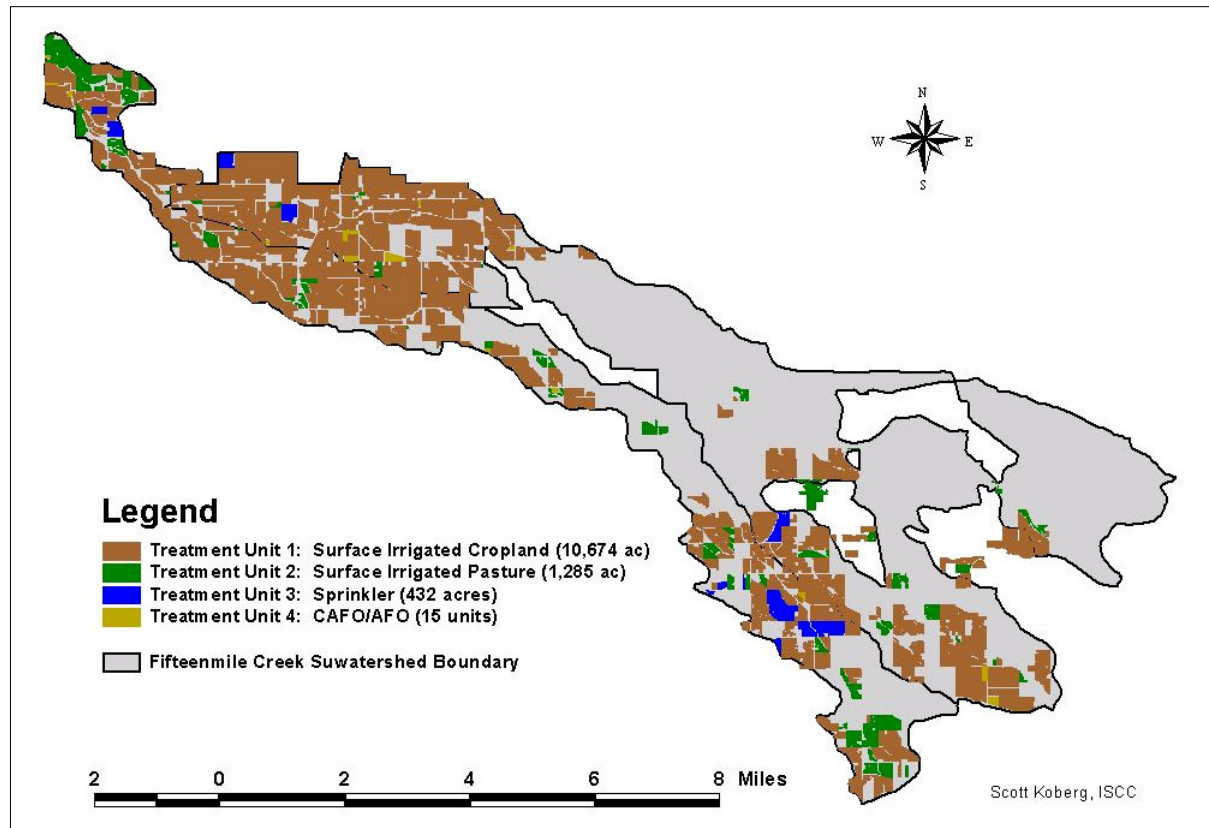 N
W E
S
Legend
Treatment Unit 1: Surface Irrigated Cropland (10,674 ac)
Treatment Unit 2: Surface Irrigated Pasture (1,285 ac)
Treatment Unit 3: Sprinkler (432 acres)
Treatment Unit 4: CAFO/AFO (15 units)
Fifteenmile Creek Suwatershed Boundary
2 0 2 4 6 8 Miles
Scott Koberg, ISCC